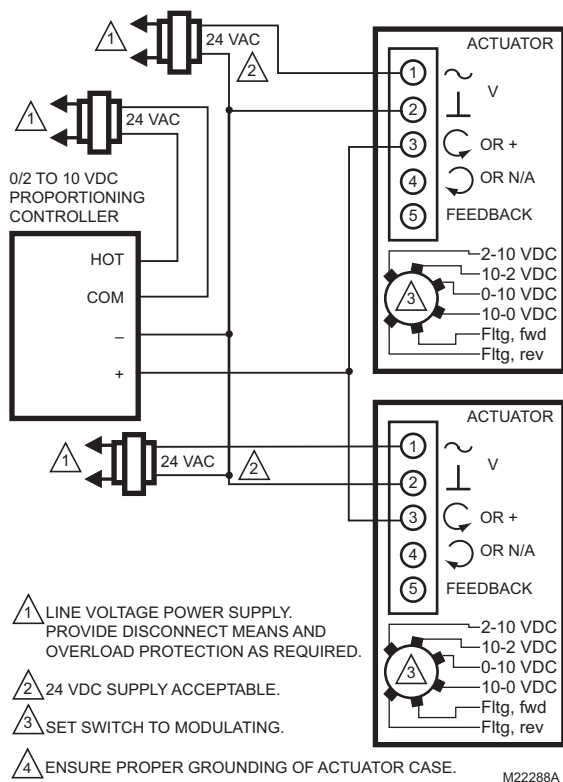 1
24 VAC
2
1
24 VAC
0/2 TO 10 VDC
PROPORTIONING
CONTROLLER
HOT
COM
–
+
1
24 VAC
2
ACTUATOR
1
2
V
3 OR +
4 OR N/A
5 FEEDBACK
3
2-10 VDC
10-2 VDC
0-10 VDC
10-0 VDC
Fltg, fwd
Fltg, rev
ACTUATOR
1
2
V
3 OR +
4 OR N/A
5 FEEDBACK
3
2-10 VDC
10-2 VDC
0-10 VDC
10-0 VDC
Fltg, fwd
Fltg, rev
1 LINE VOLTAGE POWER SUPPLY.
PROVIDE DISCONNECT MEANS AND
OVERLOAD PROTECTION AS REQUIRED.
2 24 VDC SUPPLY ACCEPTABLE.
3 SET SWITCH TO MODULATING.
4 ENSURE PROPER GROUNDING OF ACTUATOR CASE.
M22288A